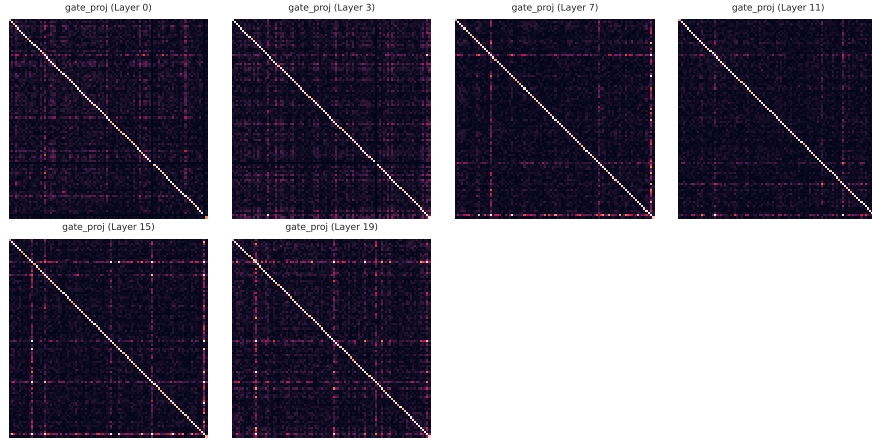 gate_proj (Layer 0)
gate_proj (Layer 3)
gate_proj (Layer 7)
gate_proj (Layer 11)
gate_proj (Layer 15)
gate_proj (Layer 19)